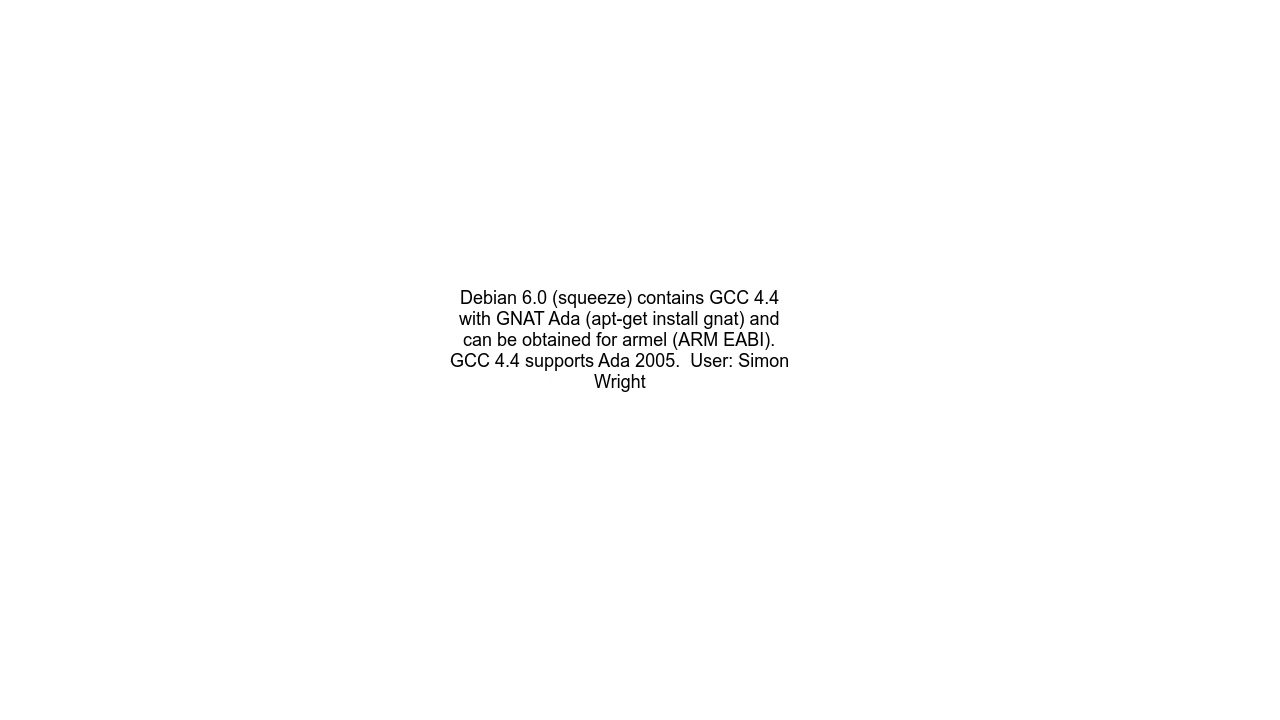 Debian 6.0 (squeeze) contains GCC 4.4
with GNAT Ada (apt-get install gnat) and
can be obtained for armel (ARM EABI).
GCC 4.4 supports Ada 2005.  User: Simon
Wright